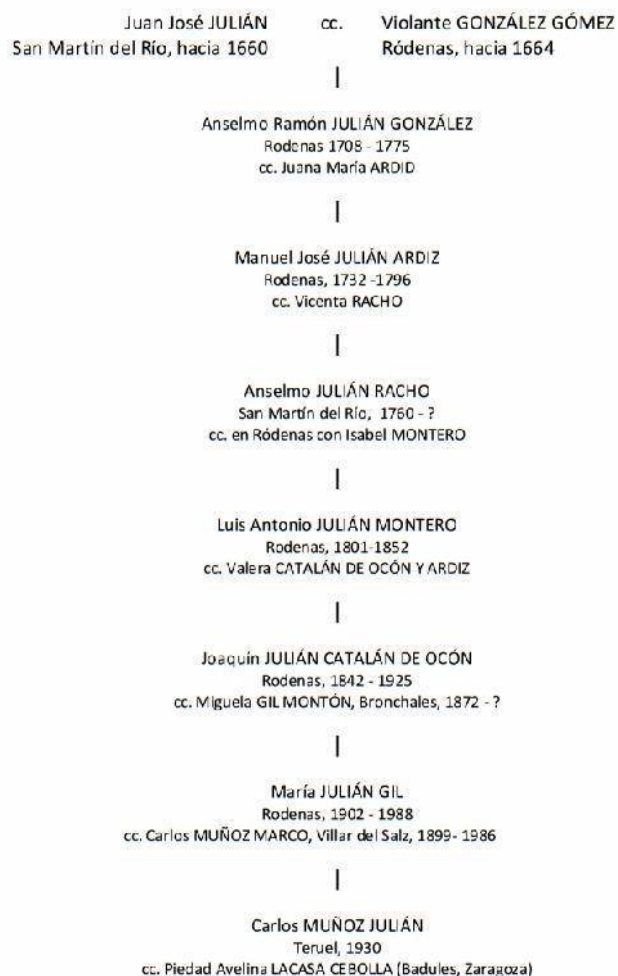 Juan José JULIÁN cc. Violante GONZÁLEZ GÓMEZ
San Martín del Río, hacia 1660 Ródenas, hacia 1664
Anselmo Ramón JULIÁN GONZÁLEZ
Rodenas 1708 - 1775
cc. Juana María ARDID
Manuel José JULIÁN ARDIZ
Rodenas, 1732 -1796
cc. Vicenta RACHO
Anselmo JULIÁN RACHO
San Martín del Río, 1760 - ?
cc. en Ródenas con Isabel MONTERO
Luis Antonio JULIÁN MONTERO
Rodenas, 1801-1852
cc. Valera CATALÁN DE OCÓN Y ARDIZ
Joaquín JULIÁN CATALÁN DE OCÓN
Rodenas, 1842 - 1925
cc. Miguela GIL MONTÓN, Bronchales, 1872 - ?
María JULIÁN GIL
Rodenas, 1902 - 1988
cc. Carlos MUÑOZ MARCO, Villar del Salz, 1899- 1986
Carlos MUÑOZ JULIÁN
Teruel, 1930
cc. Piedad Avelina LACASA CEBOLLA (Badules, Zaragoza)